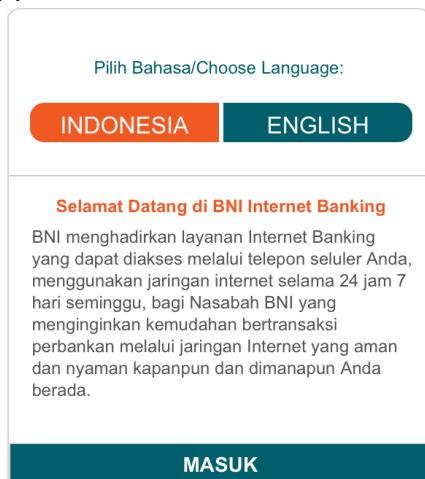 Pilih Bahasa/Choose Language:
INDONESIA ENGLISH
Selamat Datang di BNI Internet Banking
BNI menghadirkan layanan Internet Banking
yang dapat diakses melalui telepon seluler Anda,
menggunakan jaringan internet selama 24 jam 7
hari seminggu, bagi Nasabah BNI yang
menginginkan kemudahan bertransaksi
perbankan melalui jaringan Internet yang aman
dan nyaman kapanpun dan dimanapun Anda
berada.
MASUK